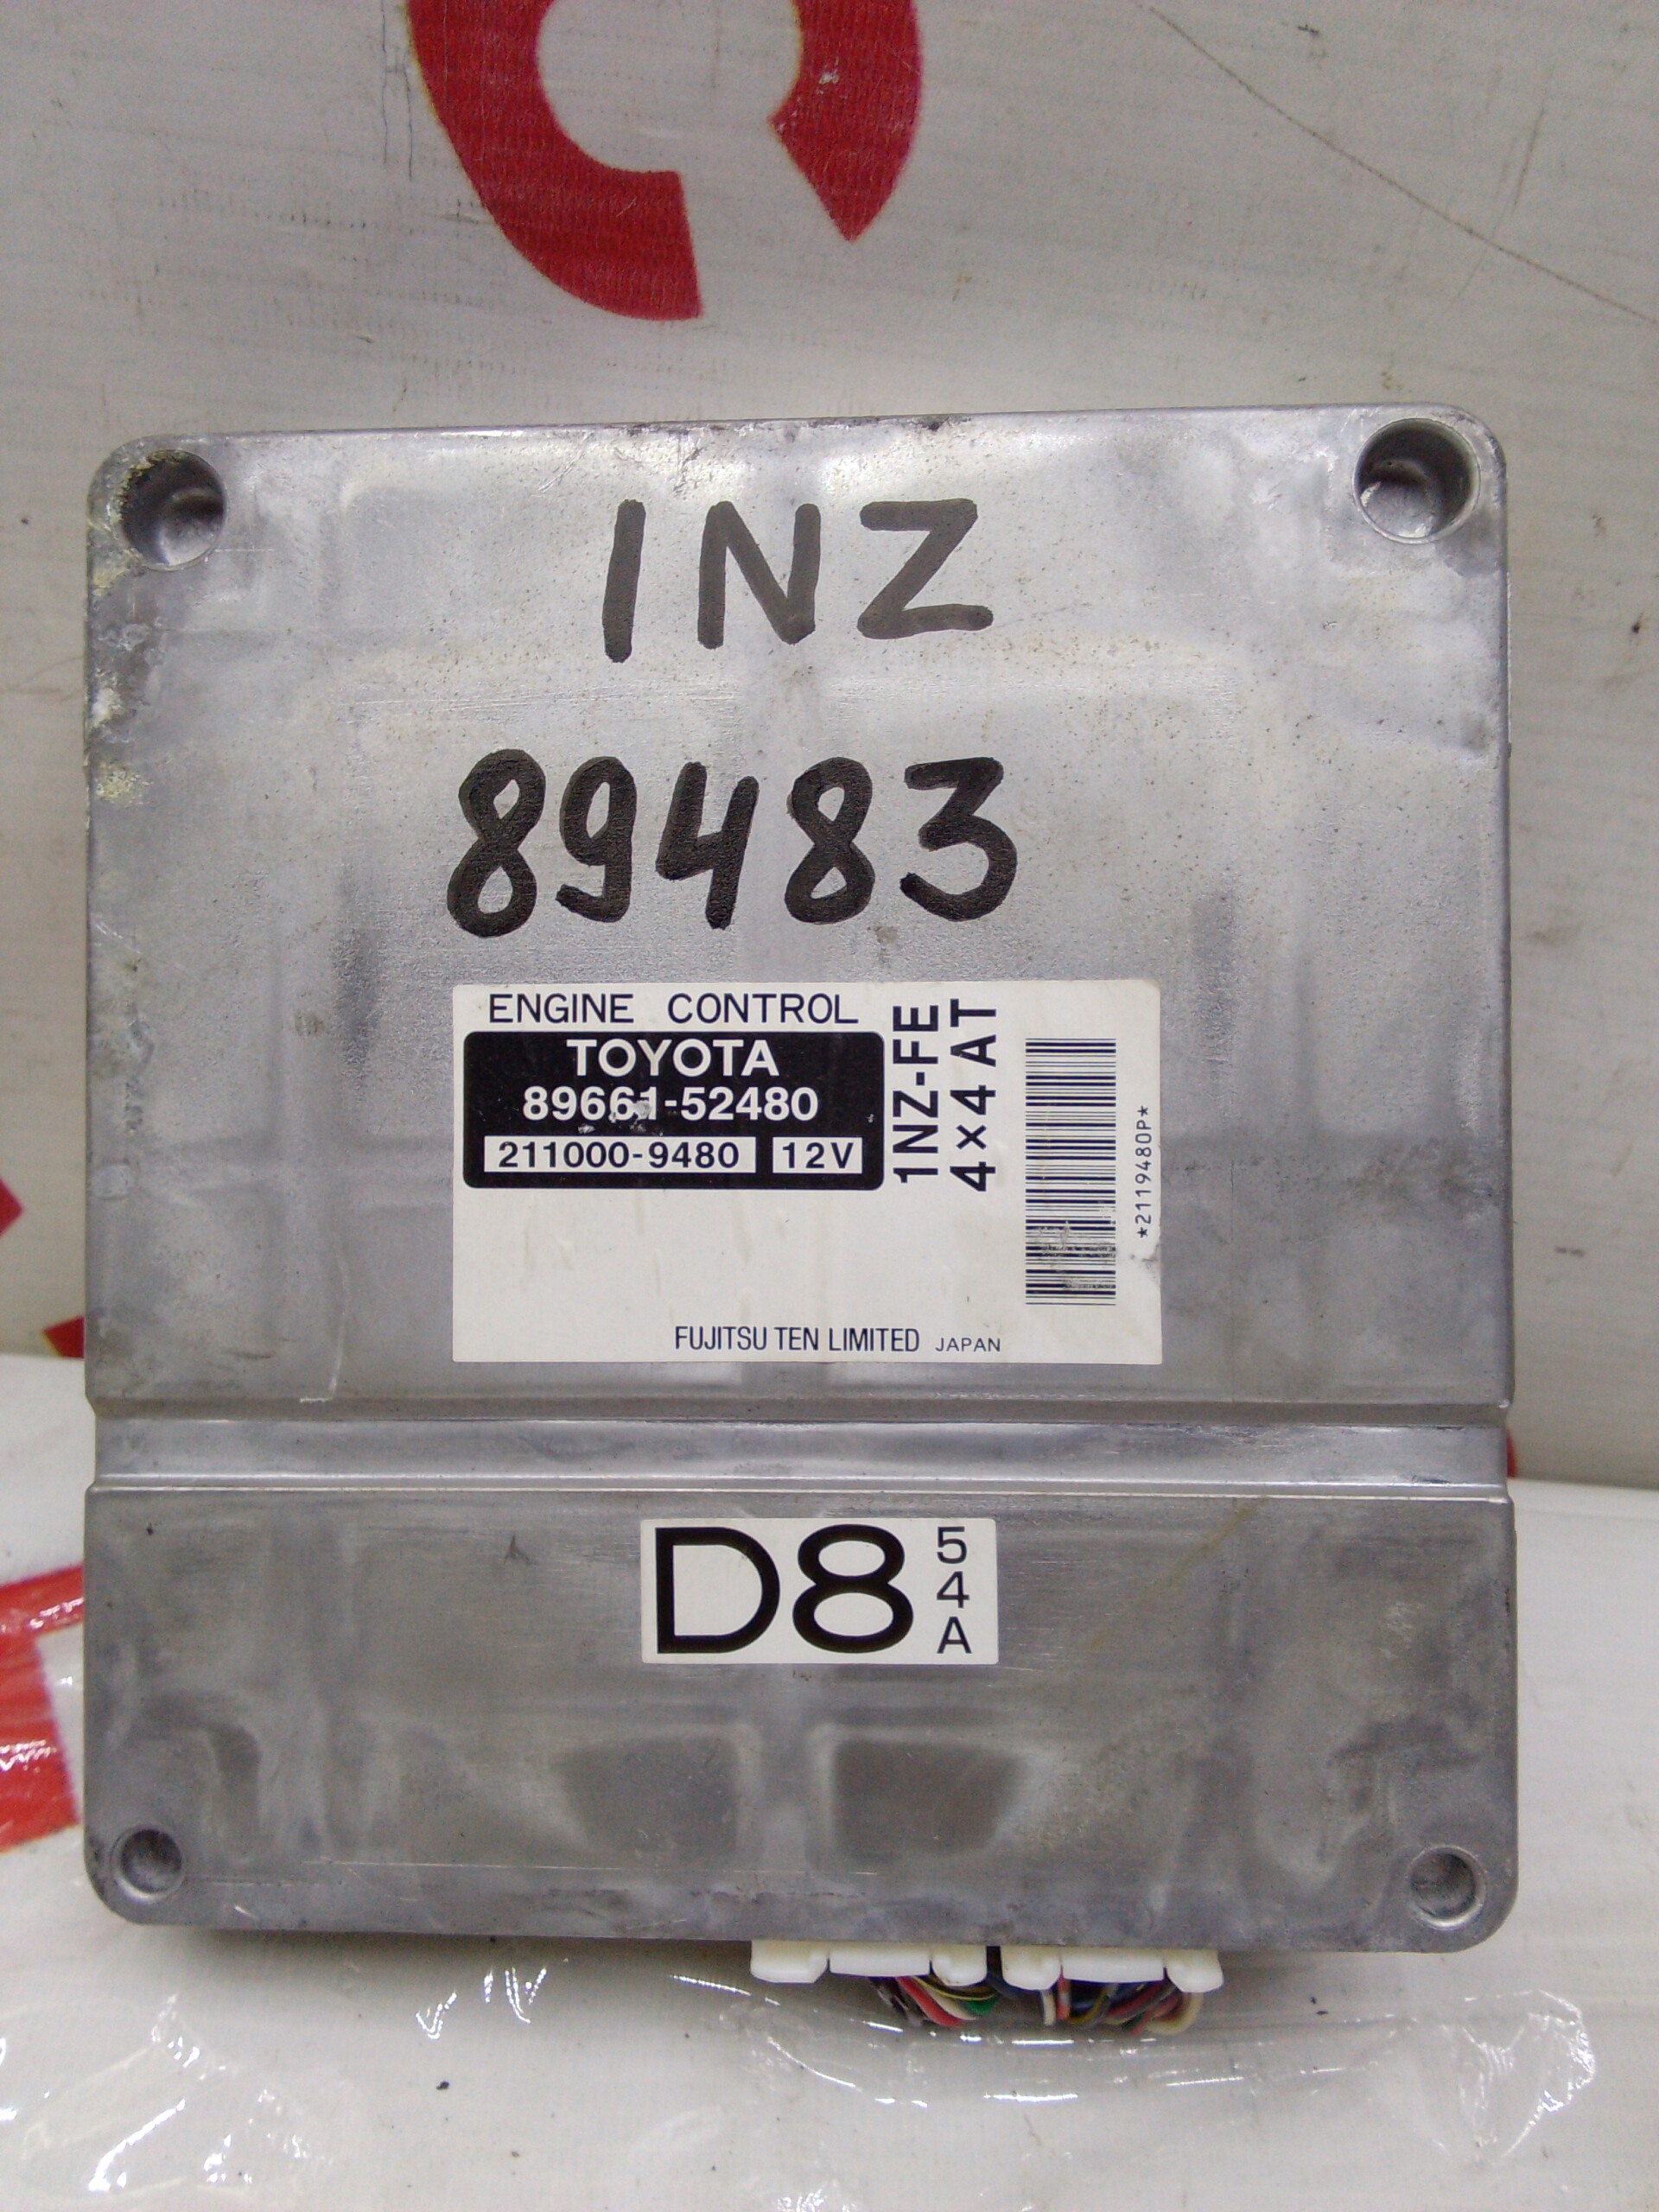 1NZ
89483
ENGINE CONTROL
TOYOTA
89661-52480
211000-9480 12V
1NZ-FE
4×4 AT
*2119480P*
FUJITSU TEN LIMITED JAPAN
D8
5
4
A